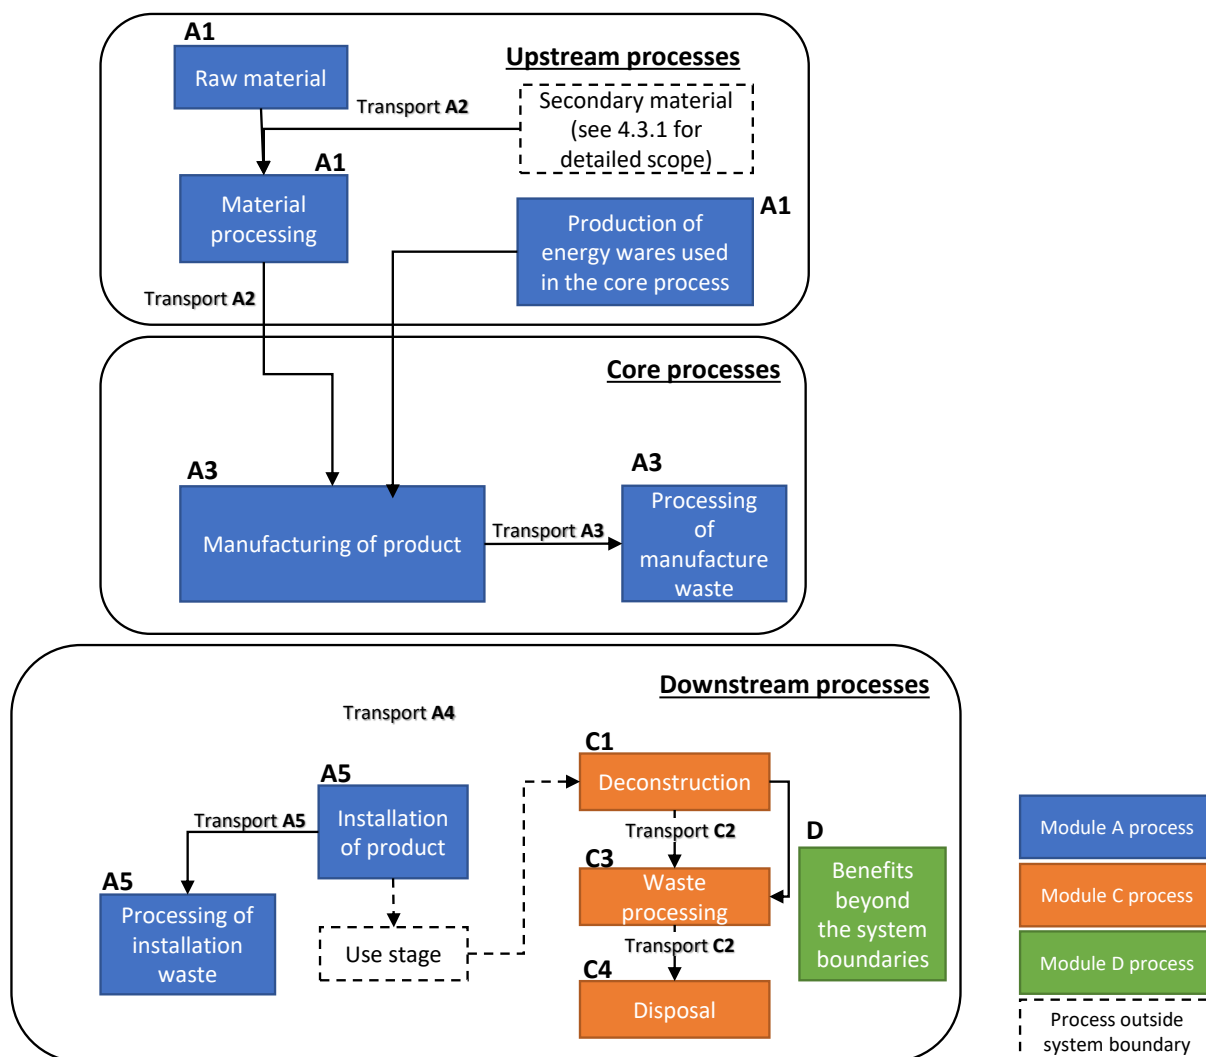 A1
Raw material
Upstream processes
Transport A2
Secondary material
(see 4.3.1 for
detailed scope)
A1
Material
processing
A1
Production of
energy wares used
in the core process
Transport A2
Core processes
A3
Manufacturing of product
Transport A3
A3
Processing
of
manufacture
waste
Downstream processes
Transport A4
A5
Installation
of product
Transport A5
A5
Processing of
installation
waste
Use stage
C1
Deconstruction
Transport C2
C3
Waste
processing
Transport C2
C4
Disposal
D
Benefits
beyond
the system
boundaries
Module A process
Module C process
Module D process
Process outside
system boundary